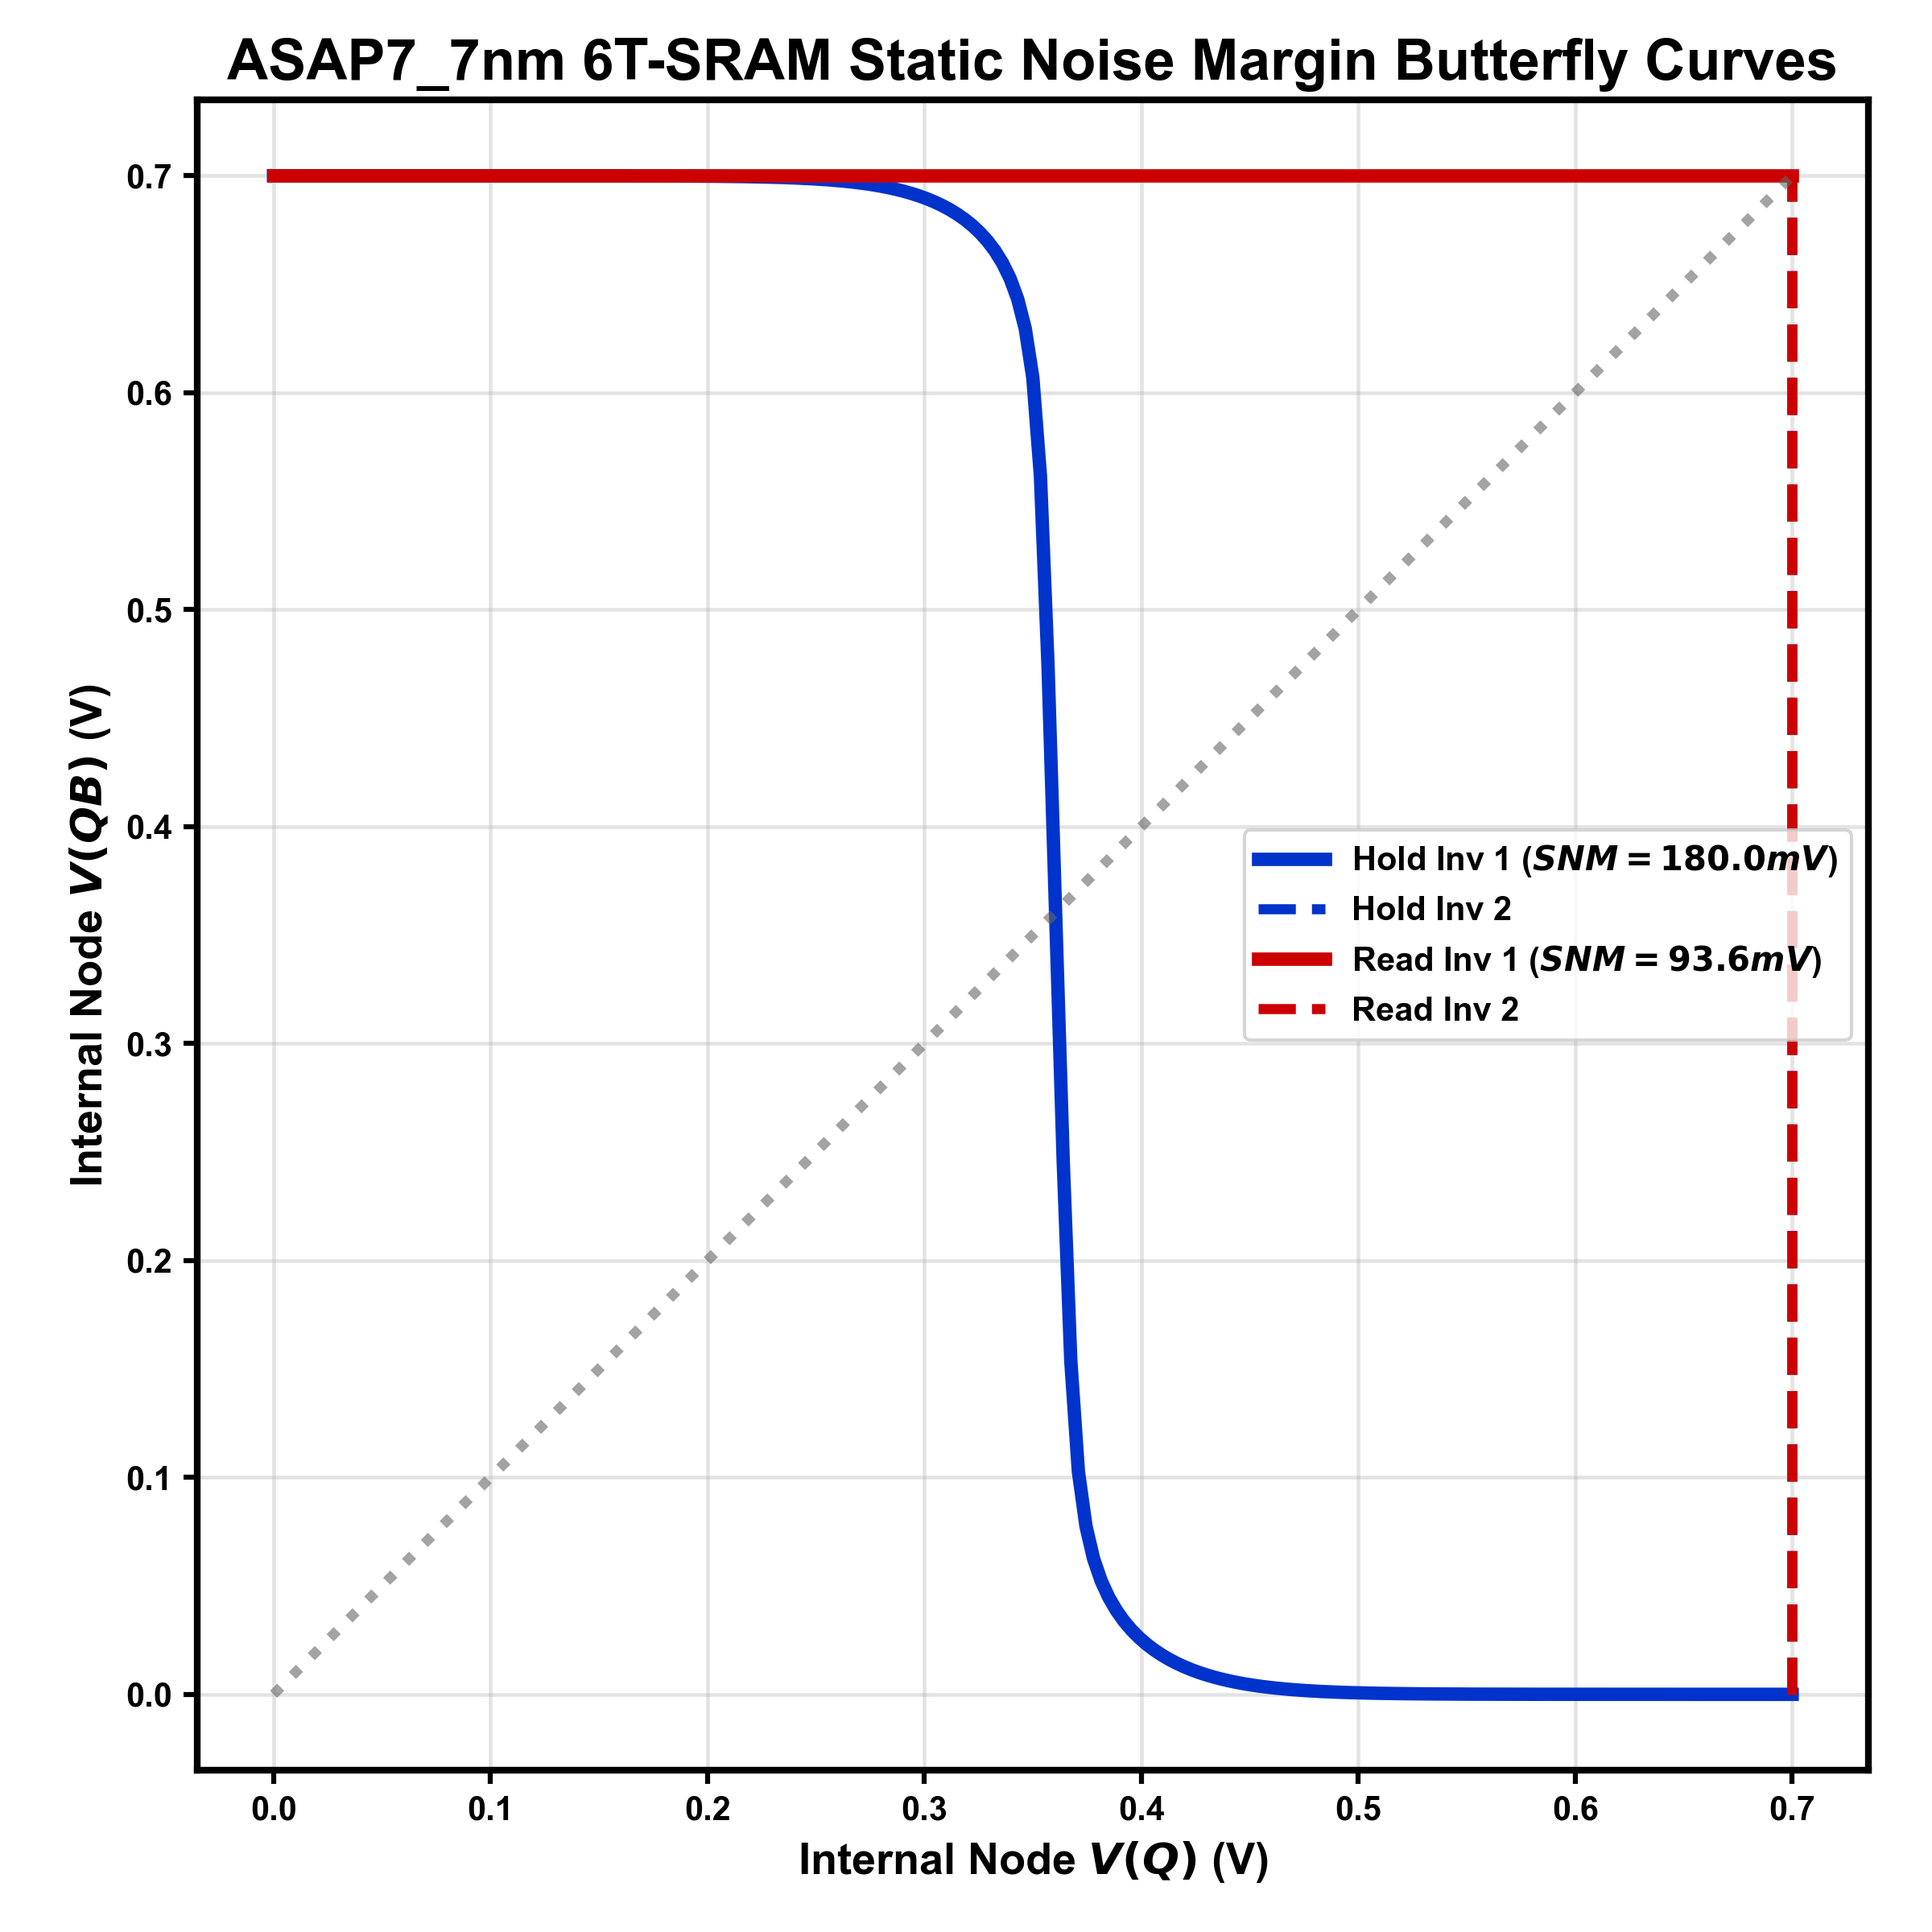 ASAP7_7nm 6T-SRAM Static Noise Margin Butterfly Curves
Internal Node V(QB) (V)
0.7
0.6
0.5
0.4
0.3
0.2
0.1
0.0
Hold Inv 1 (SNM = 180.0mV)
Hold Inv 2
Read Inv 1 (SNM = 93.6mV)
Read Inv 2
0.0 0.1 0.2 0.3 0.4 0.5 0.6 0.7
Internal Node V(Q) (V)